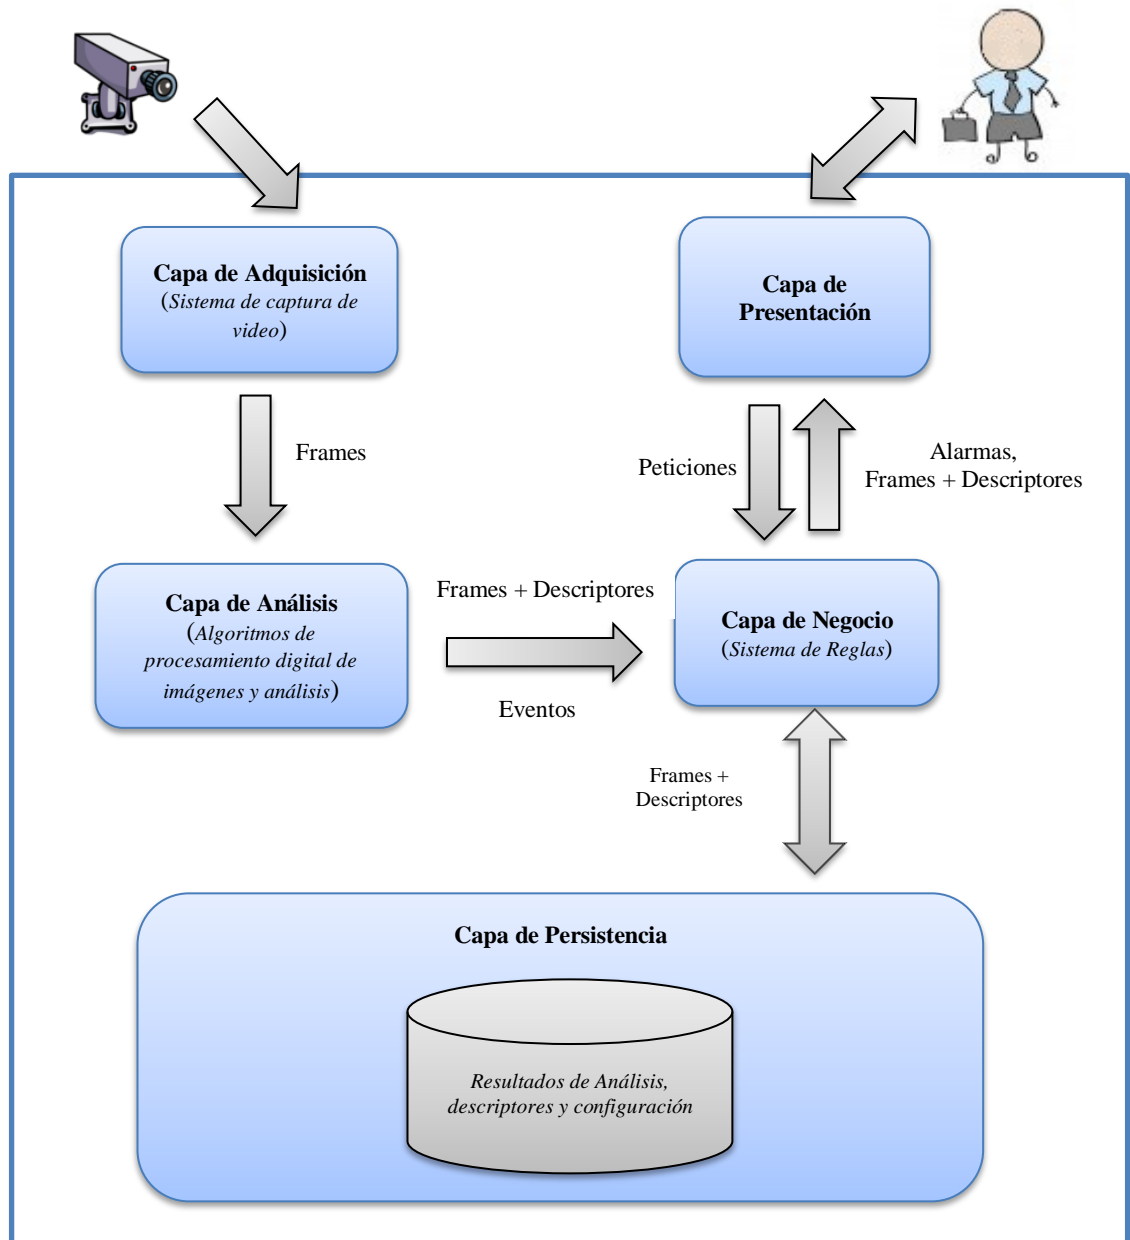 Capa de Adquisición
(Sistema de captura de
video)
Capa de
Presentación
Frames
Peticiones
Alarmas,
Frames + Descriptores
Capa de Análisis
(Algoritmos de
procesamiento digital de
imágenes y análisis)
Frames + Descriptores
Eventos
Capa de Negocio
(Sistema de Reglas)
Frames +
Descriptores
Capa de Persistencia
Resultados de Análisis,
descriptores y configuración